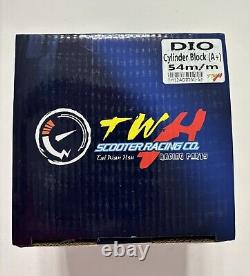 DIO
Cylinder Block (A+)
54m/m
TWH
SCOOTER RACING CO.
RACING PARTS